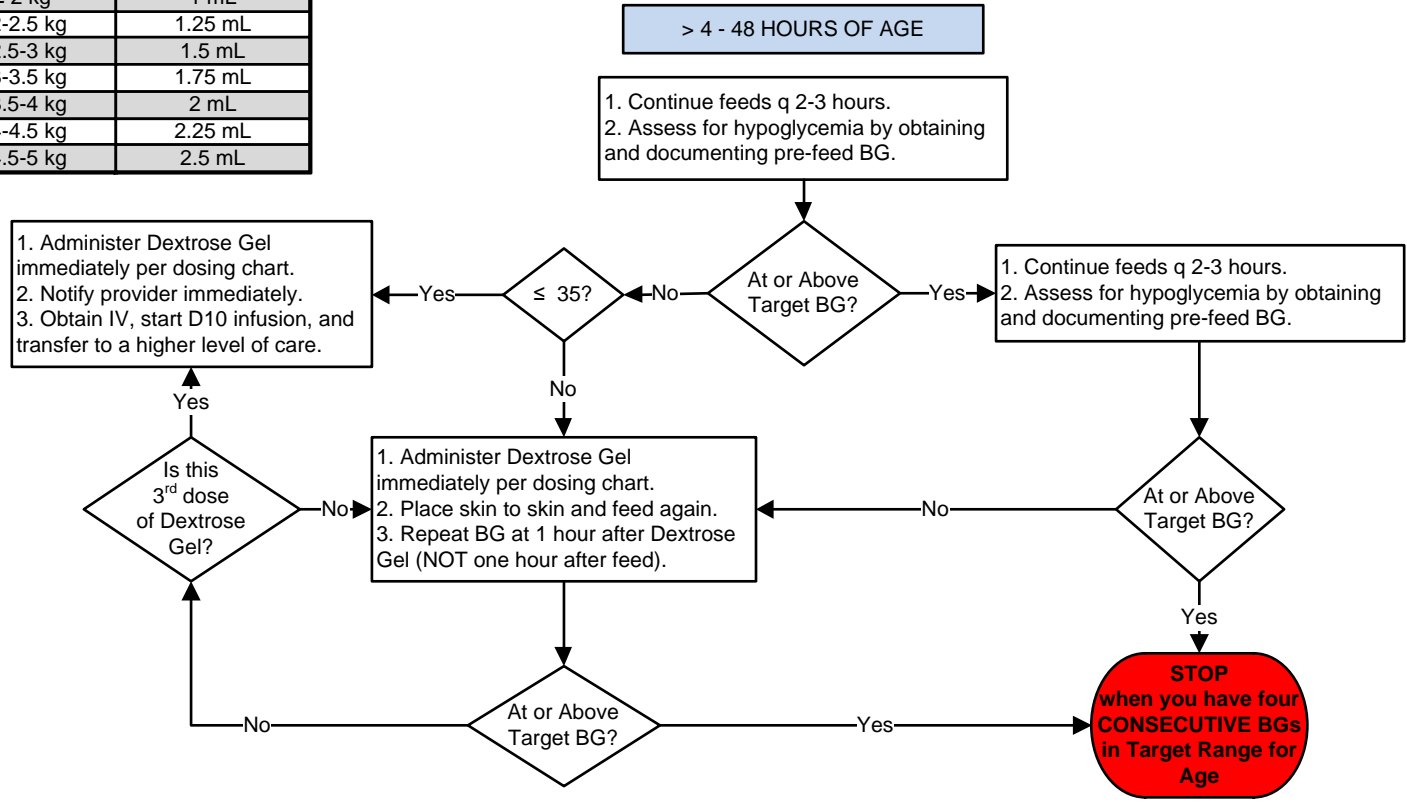 -2 kg 1 mL
-2.5 kg 1.25 mL
.5-3 kg 1.5 mL
-3.5 kg 1.75 mL
.5-4 kg 2 mL
-4.5 kg 2.25 mL
.5-5 kg 2.5 mL
> 4 - 48 HOURS OF AGE
1. Continue feeds q 2-3 hours.
2. Assess for hypoglycemia by obtaining
and documenting pre-feed BG.
At or Above
Target BG?
No
Yes
≤ 35?
Yes
No
1. Administer Dextrose Gel
immediately per dosing chart.
2. Notify provider immediately.
3. Obtain IV, start D10 infusion, and
transfer to a higher level of care.
1. Continue feeds q 2-3 hours.
2. Assess for hypoglycemia by obtaining
and documenting pre-feed BG.
Yes
Is this
3rd dose
of Dextrose
Gel?
No
1. Administer Dextrose Gel
immediately per dosing chart.
2. Place skin to skin and feed again.
3. Repeat BG at 1 hour after Dextrose
Gel (NOT one hour after feed).
No
At or Above
Target BG?
Yes
No
At or Above
Target BG?
Yes
STOP
when you have four
CONSECUTIVE BGs
in Target Range for
Age